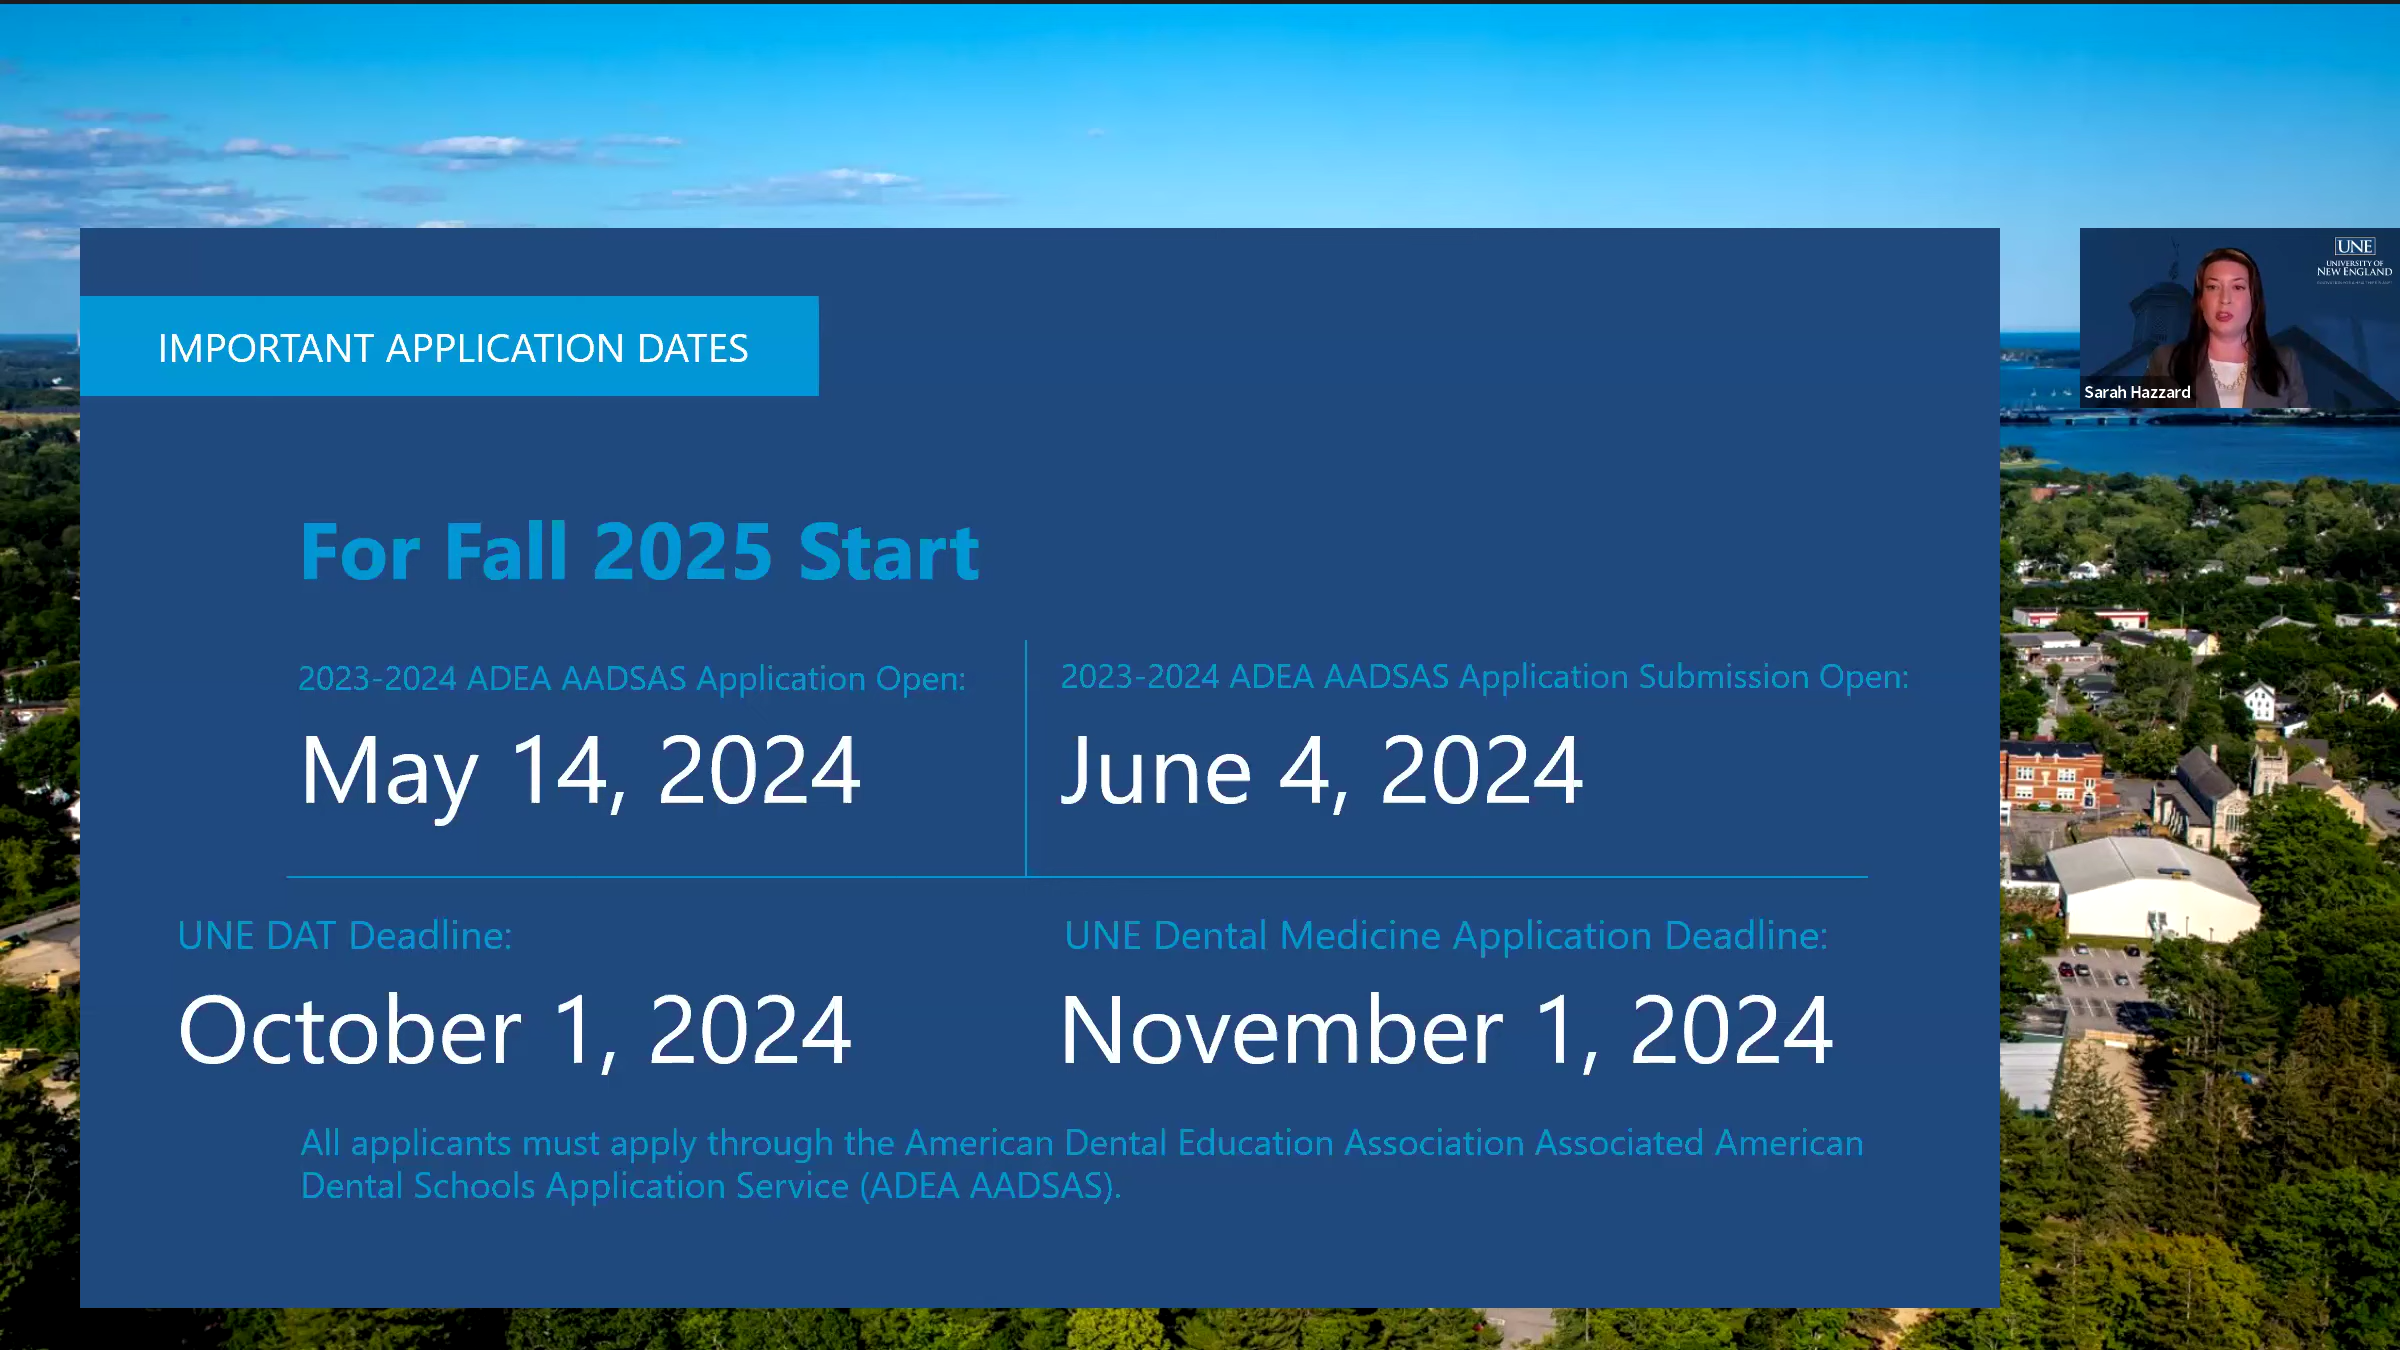 IMPORTANT APPLICATION DATES
UNE
UNIVERSITY OF
NEW ENGLAND
Sarah Hazzard
For Fall 2025 Start
2023-2024 ADEA AADSAS Application Open:
May 14, 2024
2023-2024 ADEA AADSAS Application Submission Open:
June 4, 2024
UNE DAT Deadline:
October 1, 2024
UNE Dental Medicine Application Deadline:
November 1, 2024
All applicants must apply through the American Dental Education Association Associated American
Dental Schools Application Service (ADEA AADSAS).